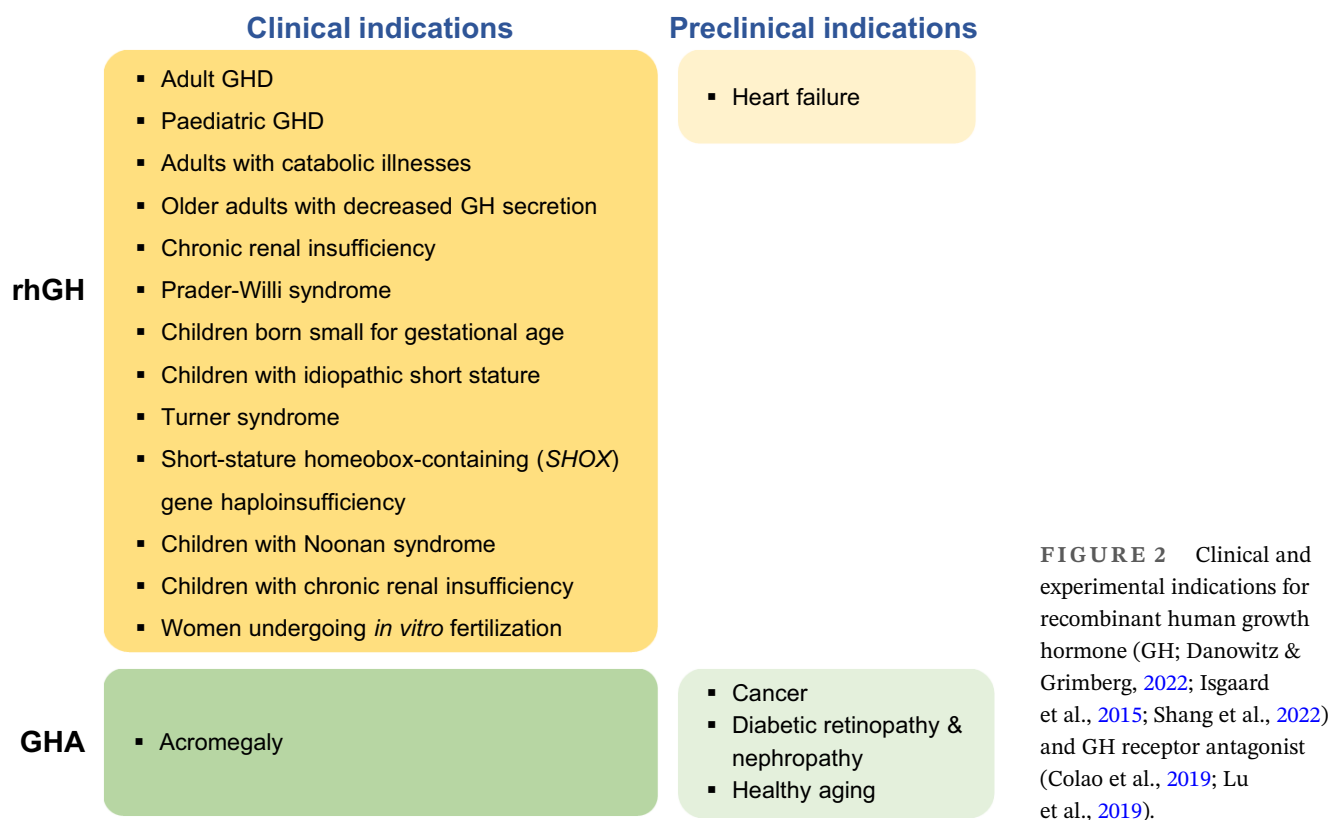 Clinical indications
Preclinical indications
rhGH
▪ Adult GHD
▪ Paediatric GHD
▪ Adults with catabolic illnesses
▪ Older adults with decreased GH secretion
▪ Chronic renal insufficiency
▪ Prader-Willi syndrome
▪ Children born small for gestational age
▪ Children with idiopathic short stature
▪ Turner syndrome
▪ Short-stature homeobox-containing (SHOX)
gene haploinsufficiency
▪ Children with Noonan syndrome
▪ Children with chronic renal insufficiency
▪ Women undergoing in vitro fertilization
▪ Heart failure
GHA
▪ Acromegaly
▪ Cancer
▪ Diabetic retinopathy &
nephropathy
▪ Healthy aging
FIGURE 2 Clinical and
experimental indications for
recombinant human growth
hormone (GH; Danowitz &
Grimberg, 2022; Isgaard
et al., 2015; Shang et al., 2022)
and GH receptor antagonist
(Colao et al., 2019; Lu
et al., 2019).